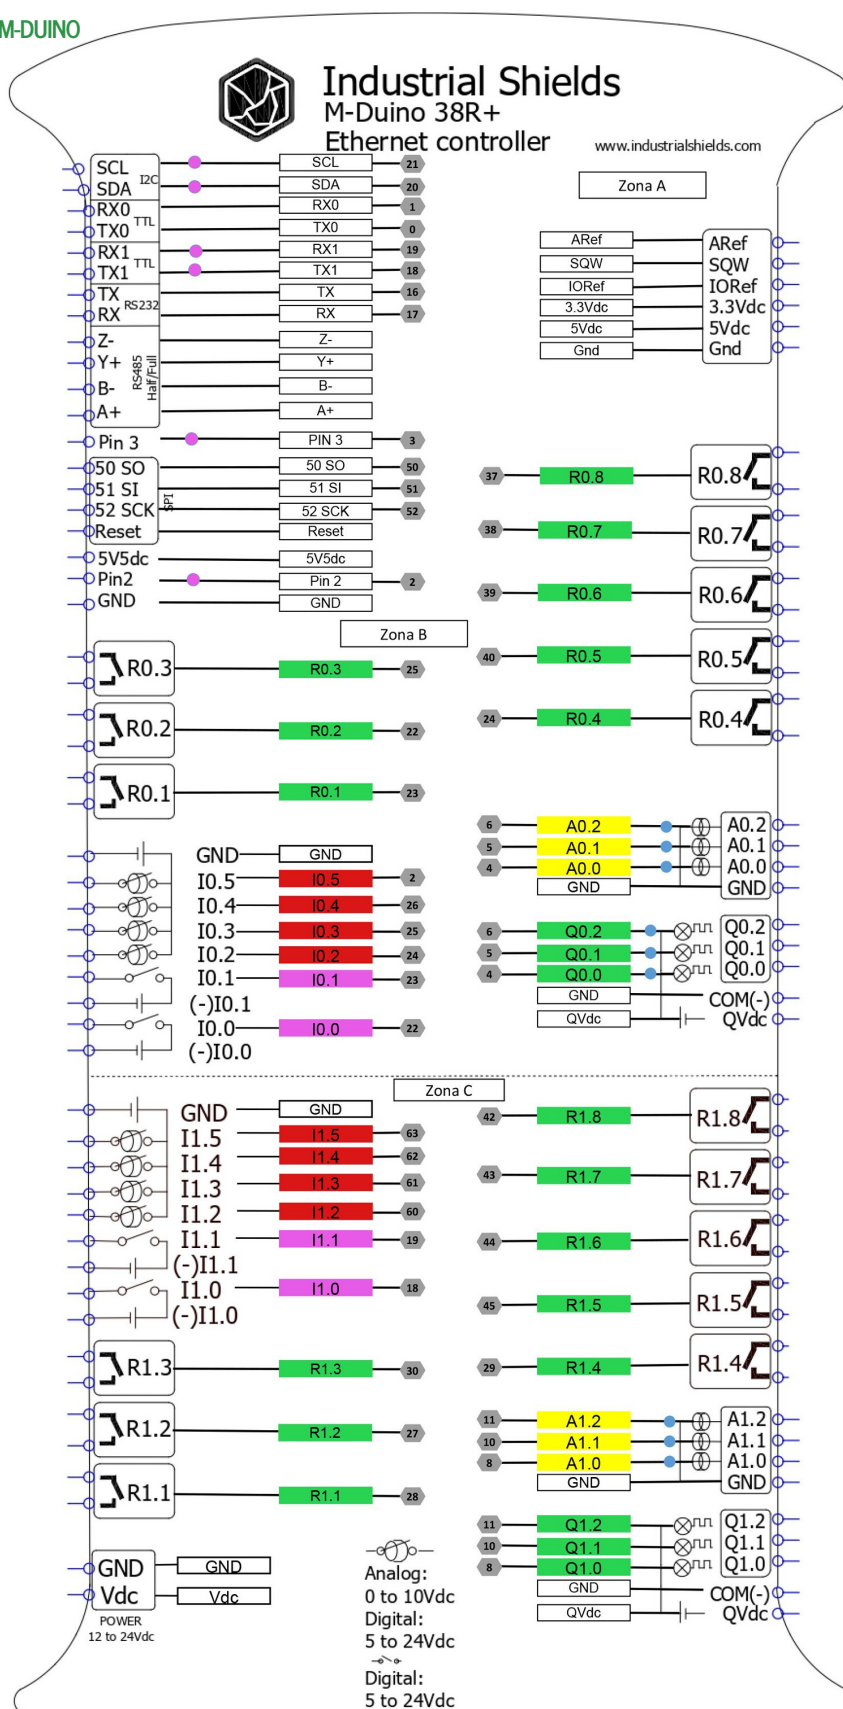 M-DUINO
Industrial Shields
M-Duino 38R+
Ethernet controller
www.industrialshields.com
Zona A
SCL SCL 21
I2C
SDA SDA 20
RX0 RX0 1
TTL
TX0 TX0 0
RX1 RX1 19
TTL
TX1 TX1 18
TX TX 16
RS232
RX RX 17
Z- Z-
Y+ Y+
RS485
Half/Full
B- B-
A+ A+
Pin 3 PIN 3 3
50 SO 50 SO 50
51 SI 51 SI 51
SPI
52 SCK 52 SCK 52
Reset Reset
5V5dc 5V5dc
Pin2 Pin 2 2
GND GND
ARef ARef
SQW SQW
IORef IORef
3.3Vdc 3.3Vdc
5Vdc 5Vdc
Gnd Gnd
37 R0.8 R0.8
38 R0.7 R0.7
39 R0.6 R0.6
40 R0.5 R0.5
24 R0.4 R0.4
Zona B
R0.3 R0.3 25
R0.2 R0.2 22
R0.1 R0.1 23
GND GND
I0.5 I0.5 2
I0.4 I0.4 26
I0.3 I0.3 25
I0.2 I0.2 24
I0.1 I0.1 23
(-)I0.1
I0.0 I0.0 22
(-)I0.0
6 A0.2 A0.2
5 A0.1 A0.1
4 A0.0 A0.0
GND GND
6 Q0.2 Q0.2
5 Q0.1 Q0.1
4 Q0.0 Q0.0
GND COM(-)
QVdc QVdc
Zona C
GND GND
I1.5 I1.5 63
I1.4 I1.4 62
I1.3 I1.3 61
I1.2 I1.2 60
I1.1 I1.1 19
(-)I1.1
I1.0 I1.0 18
(-)I1.0
R1.3 R1.3 30
R1.2 R1.2 27
R1.1 R1.1 28
GND GND
Vdc Vdc
POWER
12 to 24Vdc
42 R1.8 R1.8
43 R1.7 R1.7
44 R1.6 R1.6
45 R1.5 R1.5
29 R1.4 R1.4
11 A1.2 A1.2
10 A1.1 A1.1
8 A1.0 A1.0
GND GND
11 Q1.2 Q1.2
10 Q1.1 Q1.1
8 Q1.0 Q1.0
GND COM(-)
QVdc QVdc
Analog:
0 to 10Vdc
Digital:
5 to 24Vdc
Digital:
5 to 24Vdc